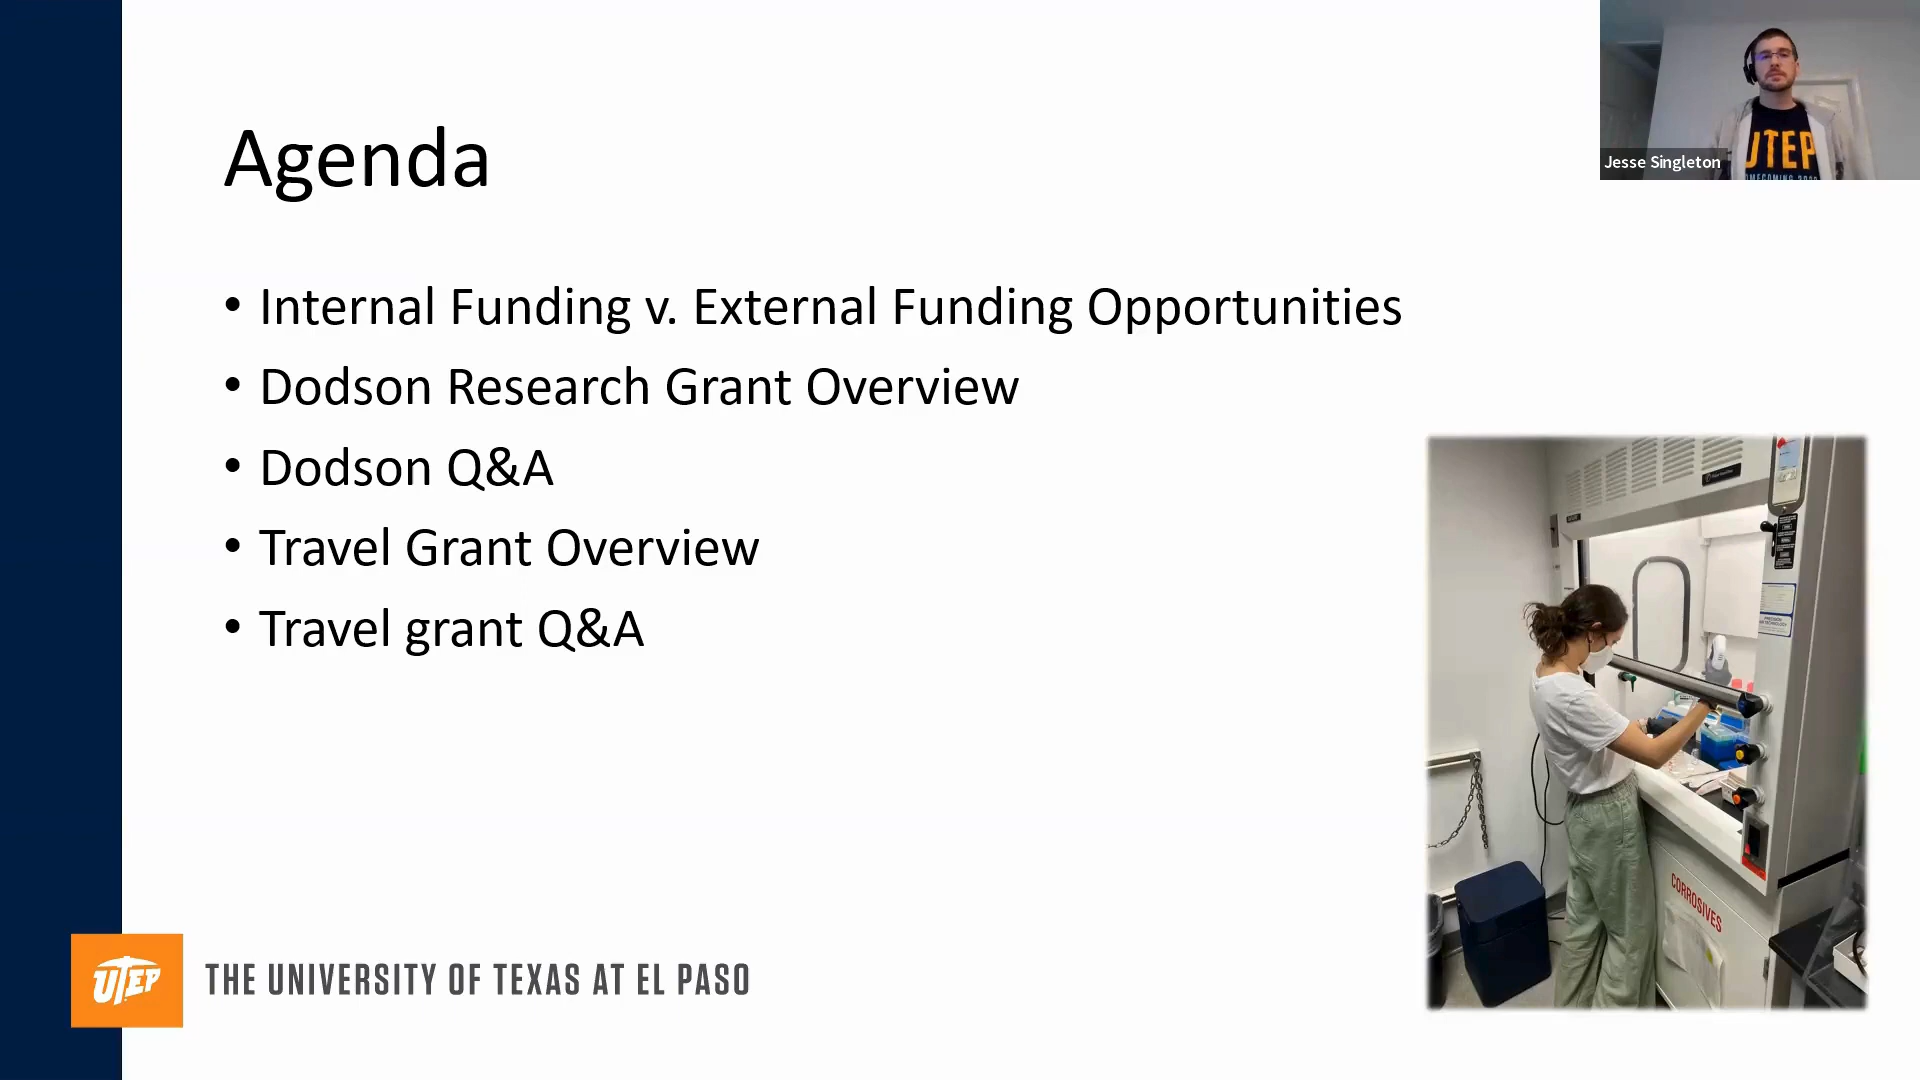 Agenda
• Internal Funding v. External Funding Opportunities
• Dodson Research Grant Overview
• Dodson Q&A
• Travel Grant Overview
• Travel grant Q&A
Jesse Singleton
UTEP
CORROSIVES
UTEP
THE UNIVERSITY OF TEXAS AT EL PASO